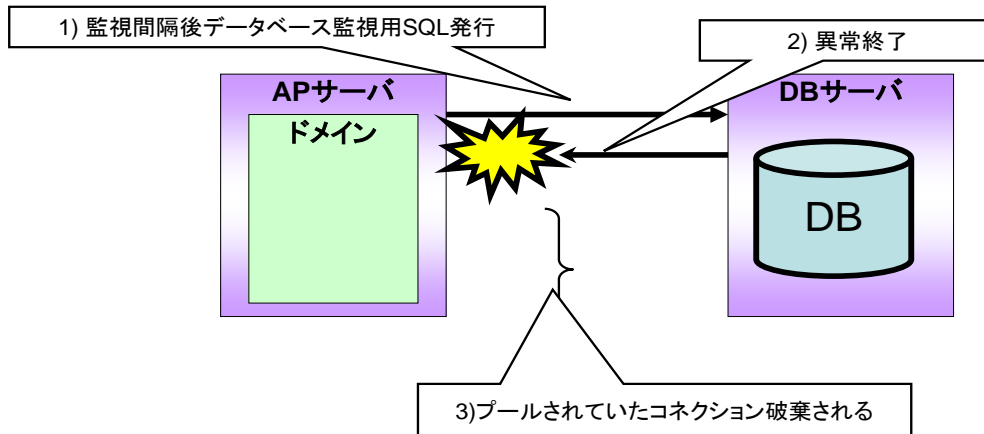 1) 監視間隔後データベース監視用SQL発行
2) 異常終了
APサーバ
DBサーバ
ドメイン
DB
3)プールされていたコネクション破棄される